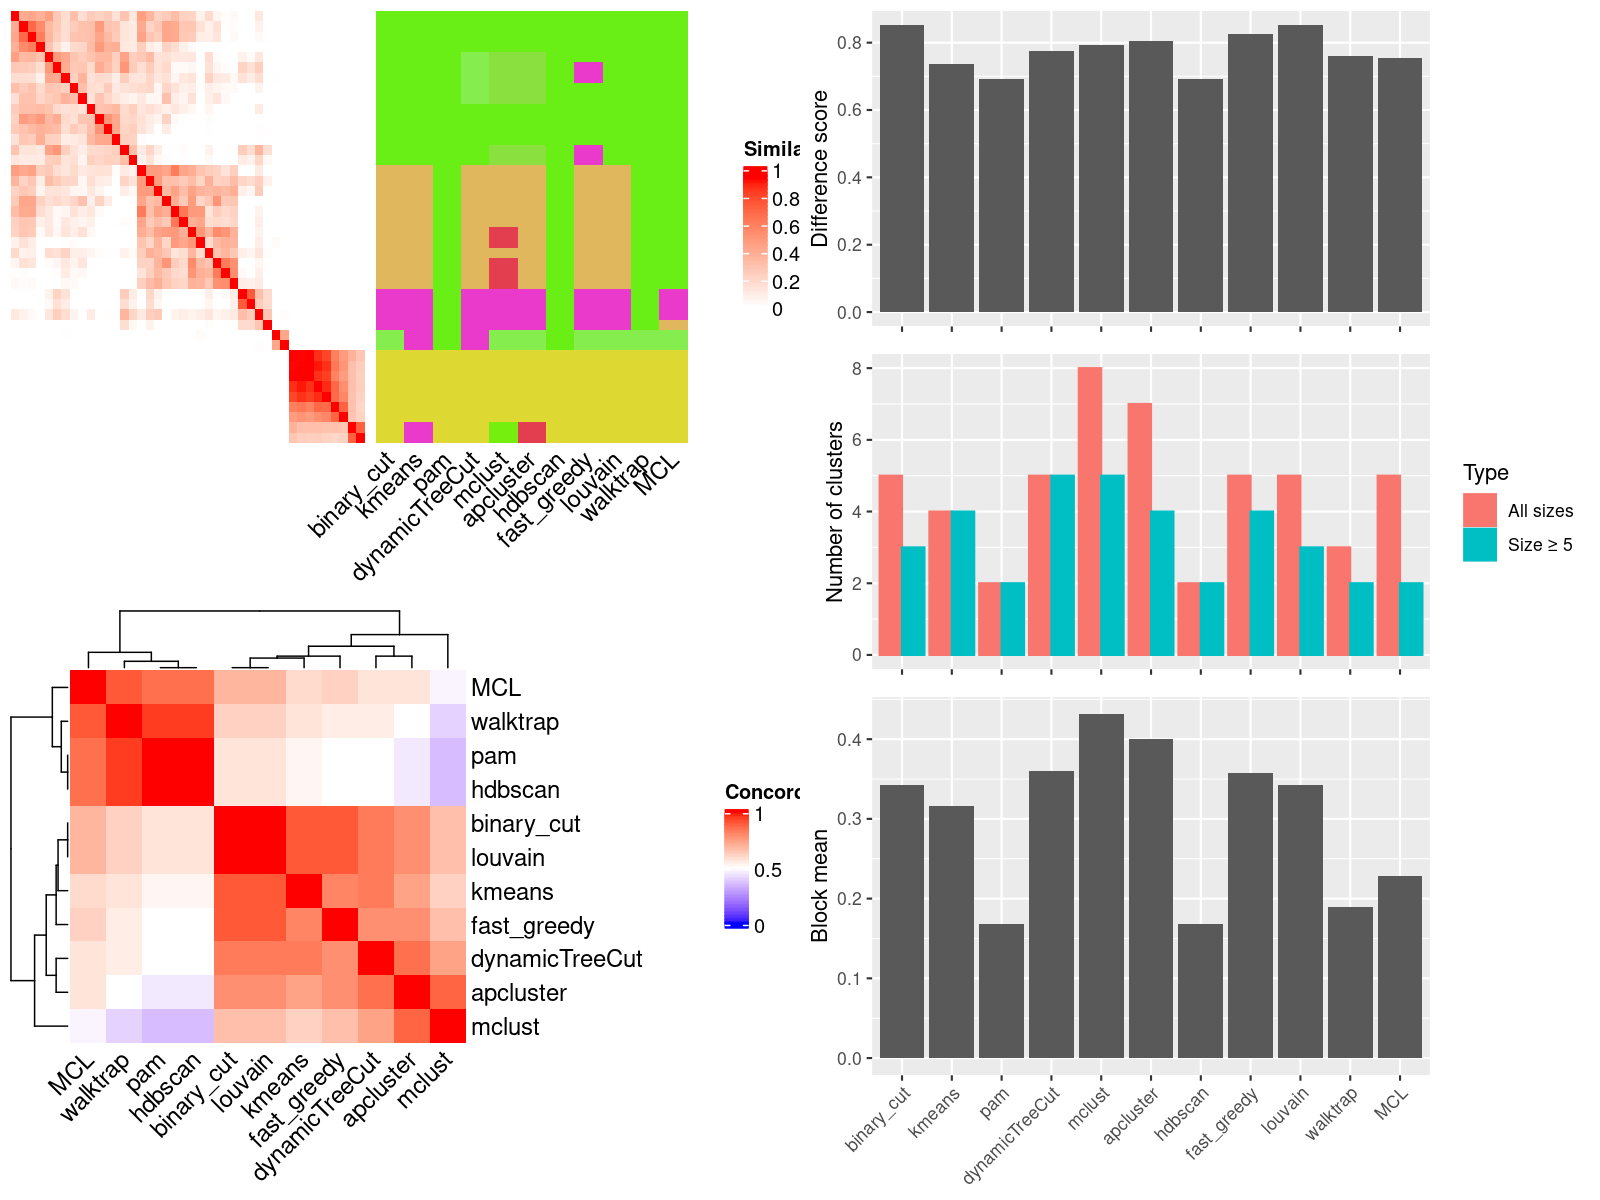 Simila
1
0.8
0.6
0.4
0.2
0
binary_cut
kmeans
pam
dynamicTreeCut
mclust
apcluster
hdbscan
fast_greedy
louvain
walktrap
MCL
MCL
walktrap
pam
hdbscan
binary_cut
louvain
kmeans
fast_greedy
dynamicTreeCut
apcluster
mclust
MCL
walktrap
pam
hdbscan
binary_cut
louvain
kmeans
fast_greedy
dynamicTreeCut
apcluster
mclust
Concord
1
0.5
0
Difference score
0.8
0.6
0.4
0.2
0.0
Number of clusters
8
6
4
2
0
Type
All sizes
Size ≥ 5
Block mean
0.4
0.3
0.2
0.1
0.0
binary_cut
kmeans
pam
dynamicTreeCut
mclust
apcluster
hdbscan
fast_greedy
louvain
walktrap
MCL